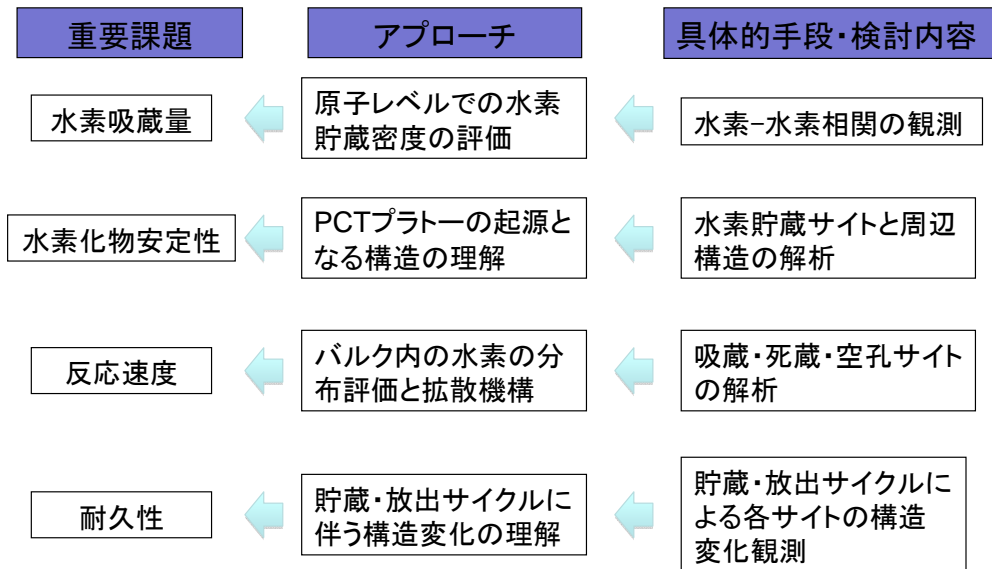 重要課題
アプローチ
具体的手段・検討内容
水素吸蔵量
原子レベルでの水素
貯蔵密度の評価
水素-水素相関の観測
水素化物安定性
PCTプラトーの起源と
なる構造の理解
水素貯蔵サイトと周辺
構造の解析
反応速度
バルク内の水素の分
布評価と拡散機構
吸蔵・死蔵・空孔サイト
の解析
耐久性
貯蔵・放出サイクルに
伴う構造変化の理解
貯蔵・放出サイクルに
よる各サイトの構造
変化観測